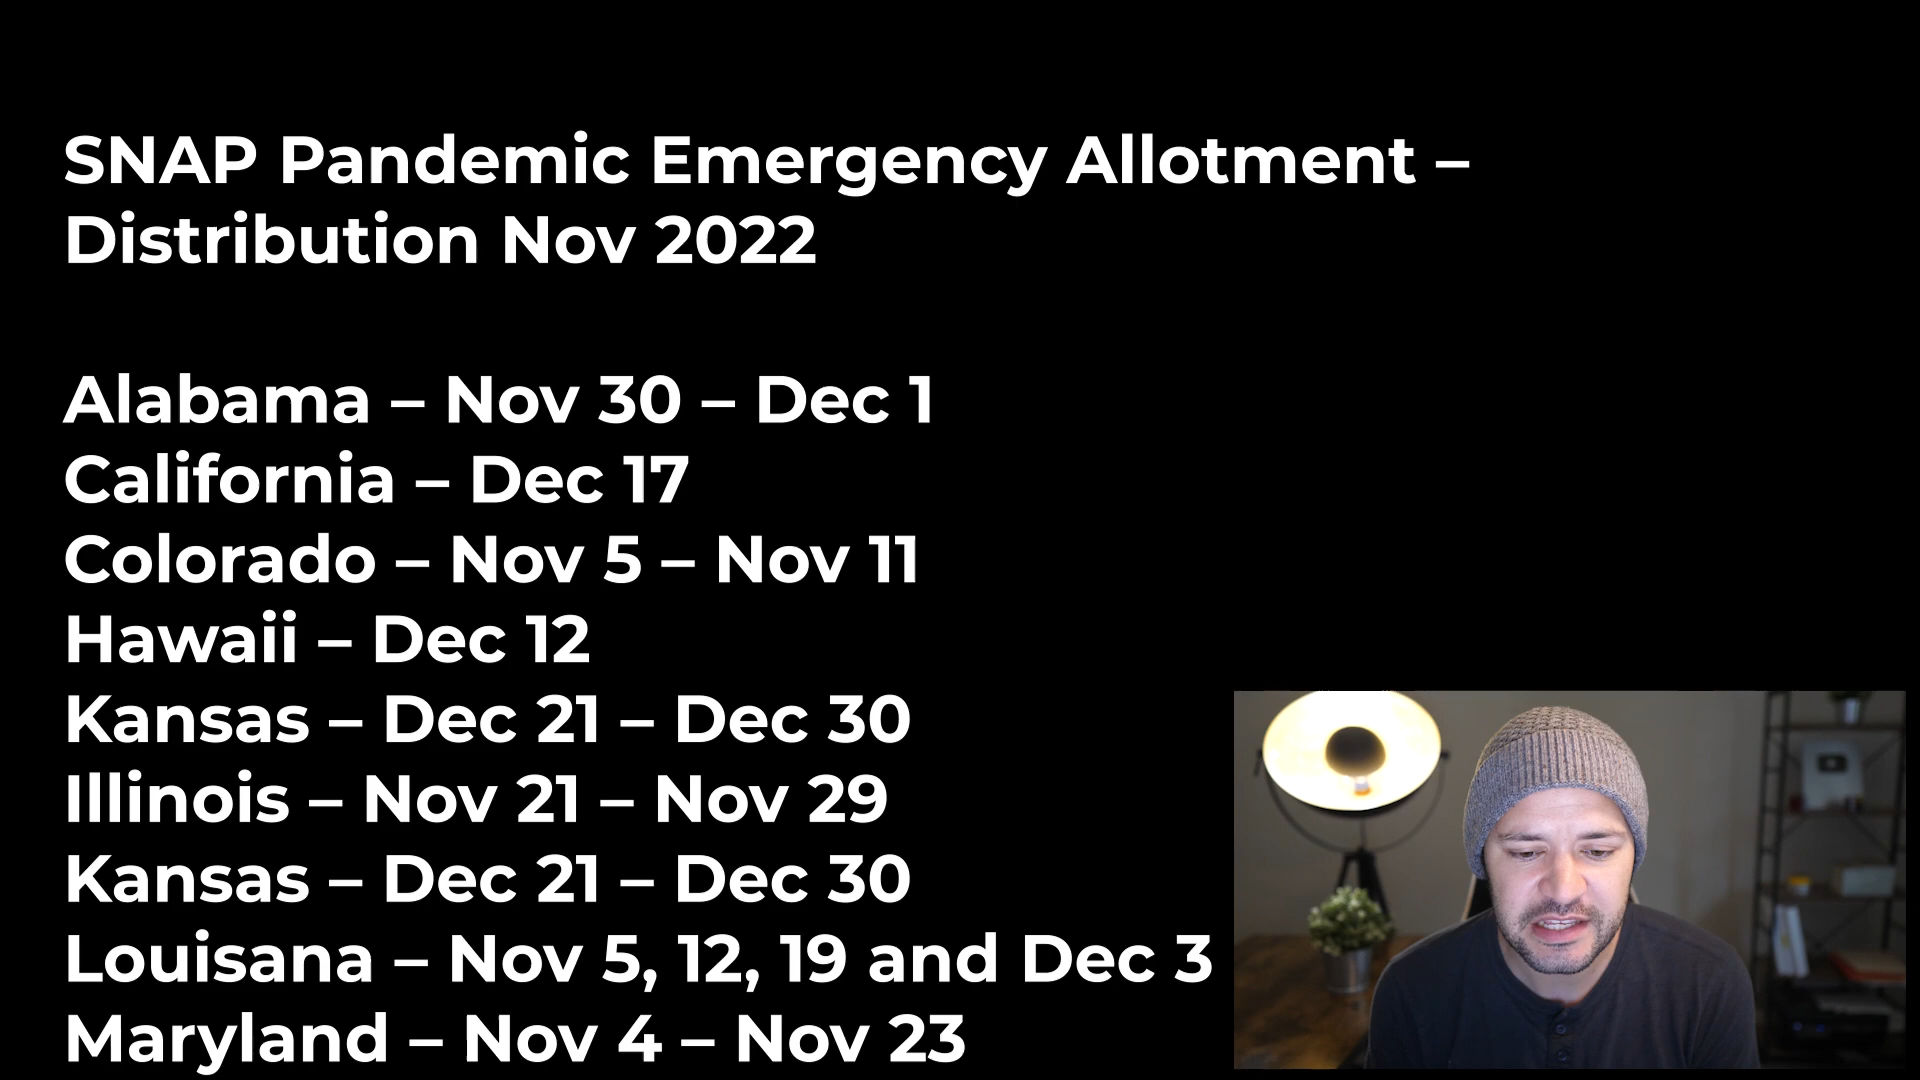 SNAP Pandemic Emergency Allotment –
Distribution Nov 2022
Alabama – Nov 30 – Dec 1
California – Dec 17
Colorado – Nov 5 – Nov 11
Hawaii – Dec 12
Kansas – Dec 21 – Dec 30
Illinois – Nov 21 – Nov 29
Kansas – Dec 21 – Dec 30
Louisana – Nov 5, 12, 19 and Dec 3
Maryland – Nov 4 – Nov 23